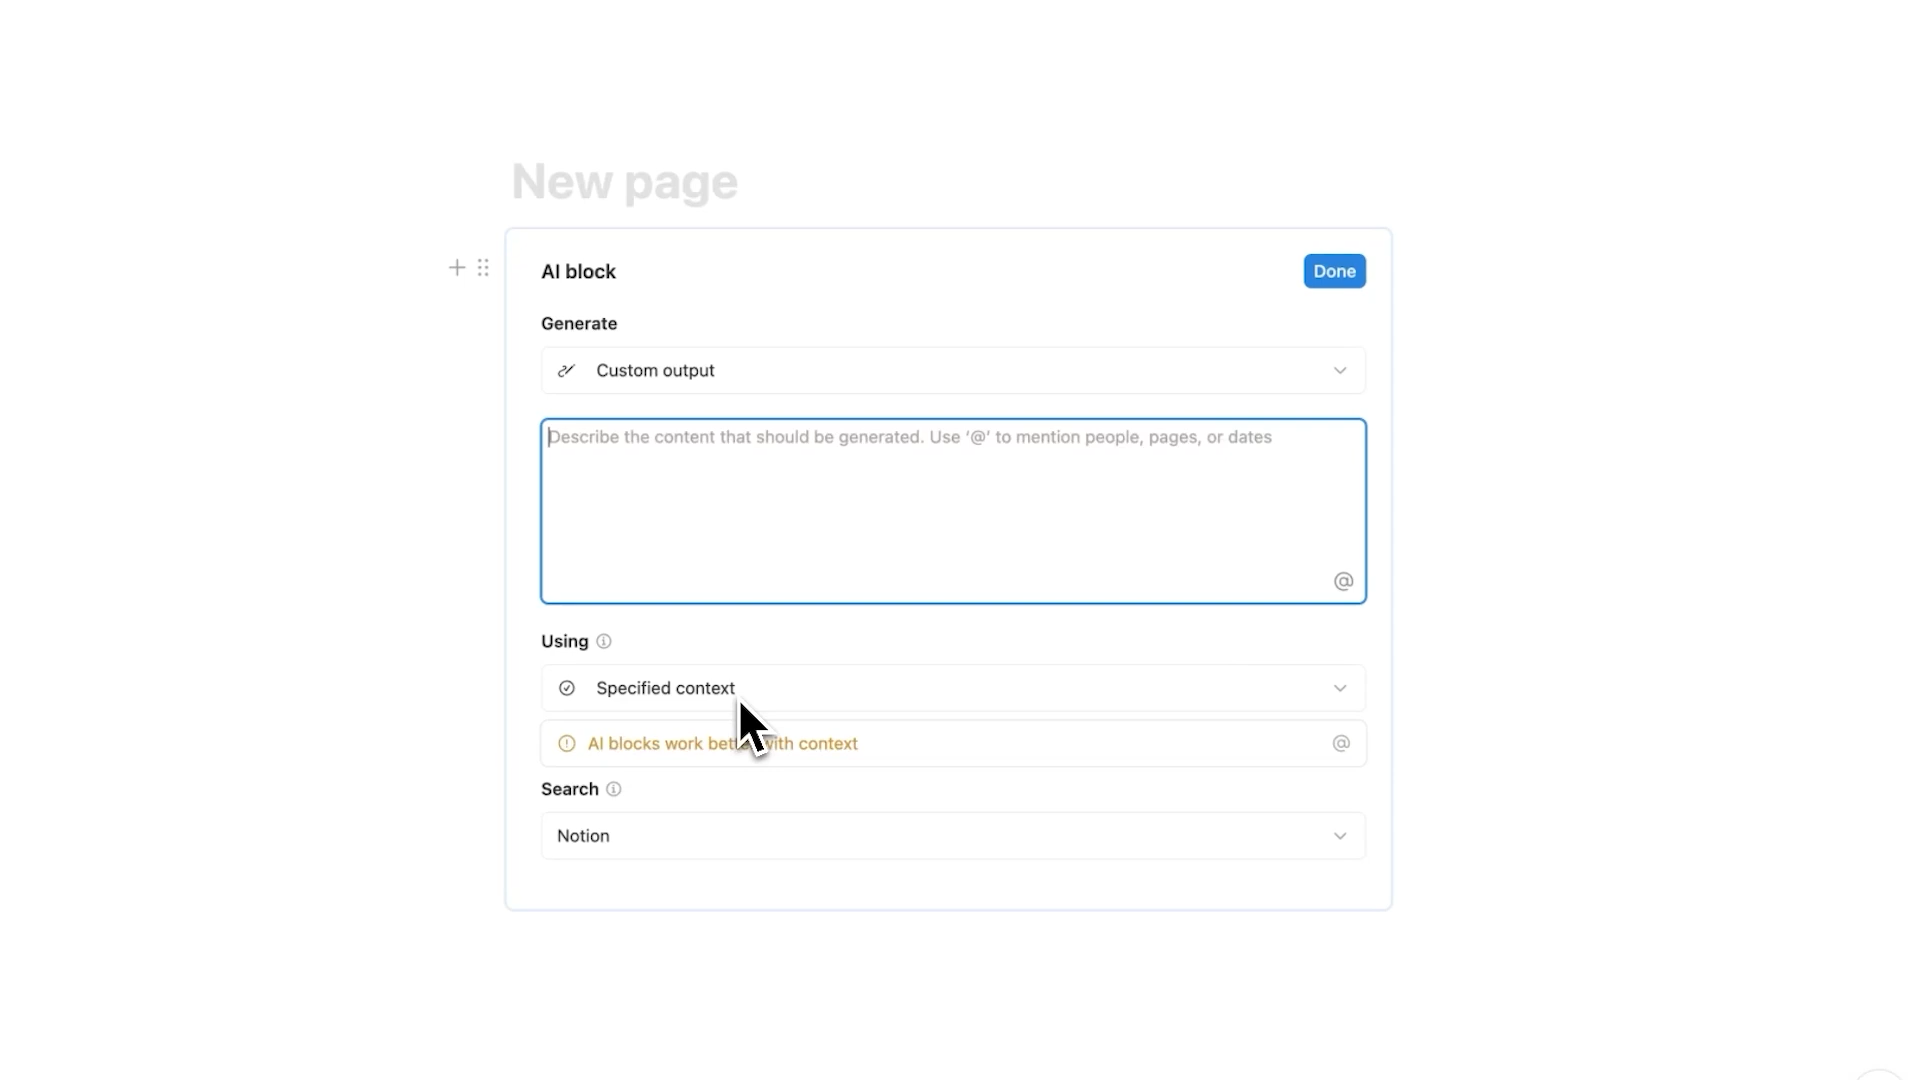 New page
AI block
Done
Generate
Custom output
Describe the content that should be generated. Use ‘@’ to mention people, pages, or dates
@
Using
Specified context
AI blocks work better with context
@
Search
Notion